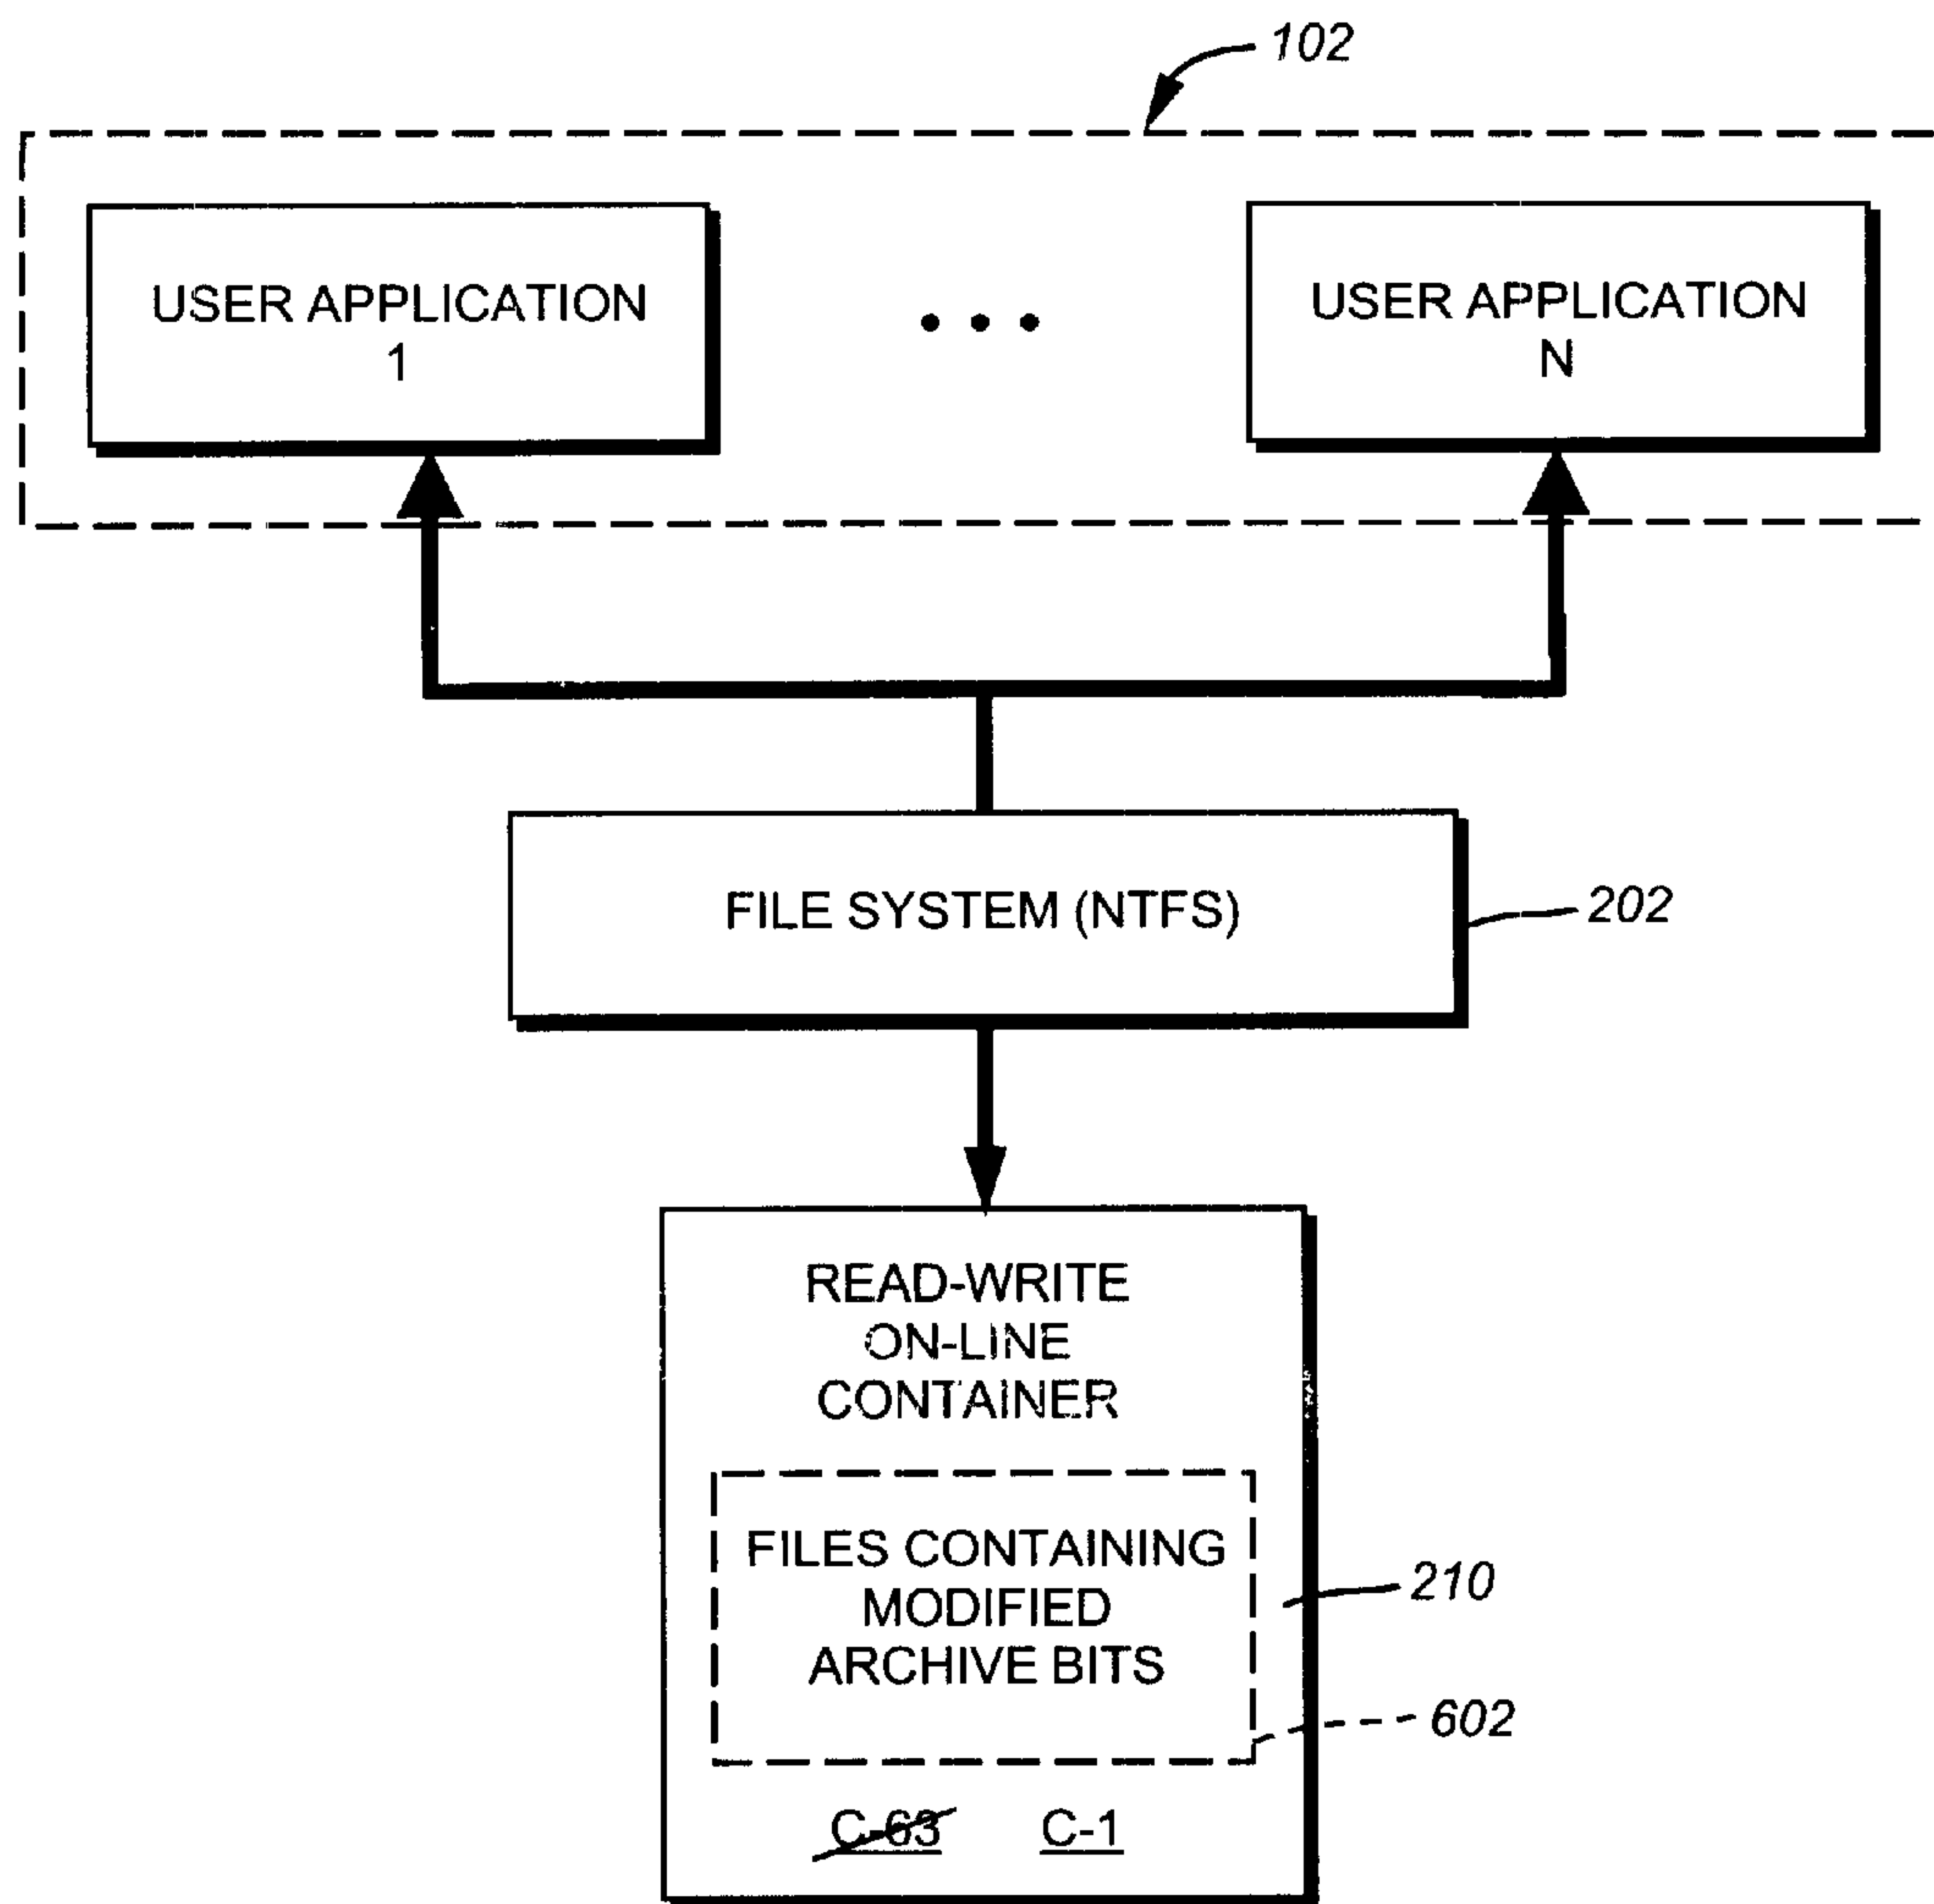 102
USER APPLICATION
1
• • •
USER APPLICATION
N
FILE SYSTEM (NTFS)
202
READ-WRITE
ON-LINE
CONTAINER
FILES CONTAINING
MODIFIED
ARCHIVE BITS
210
602
C-63 C-1